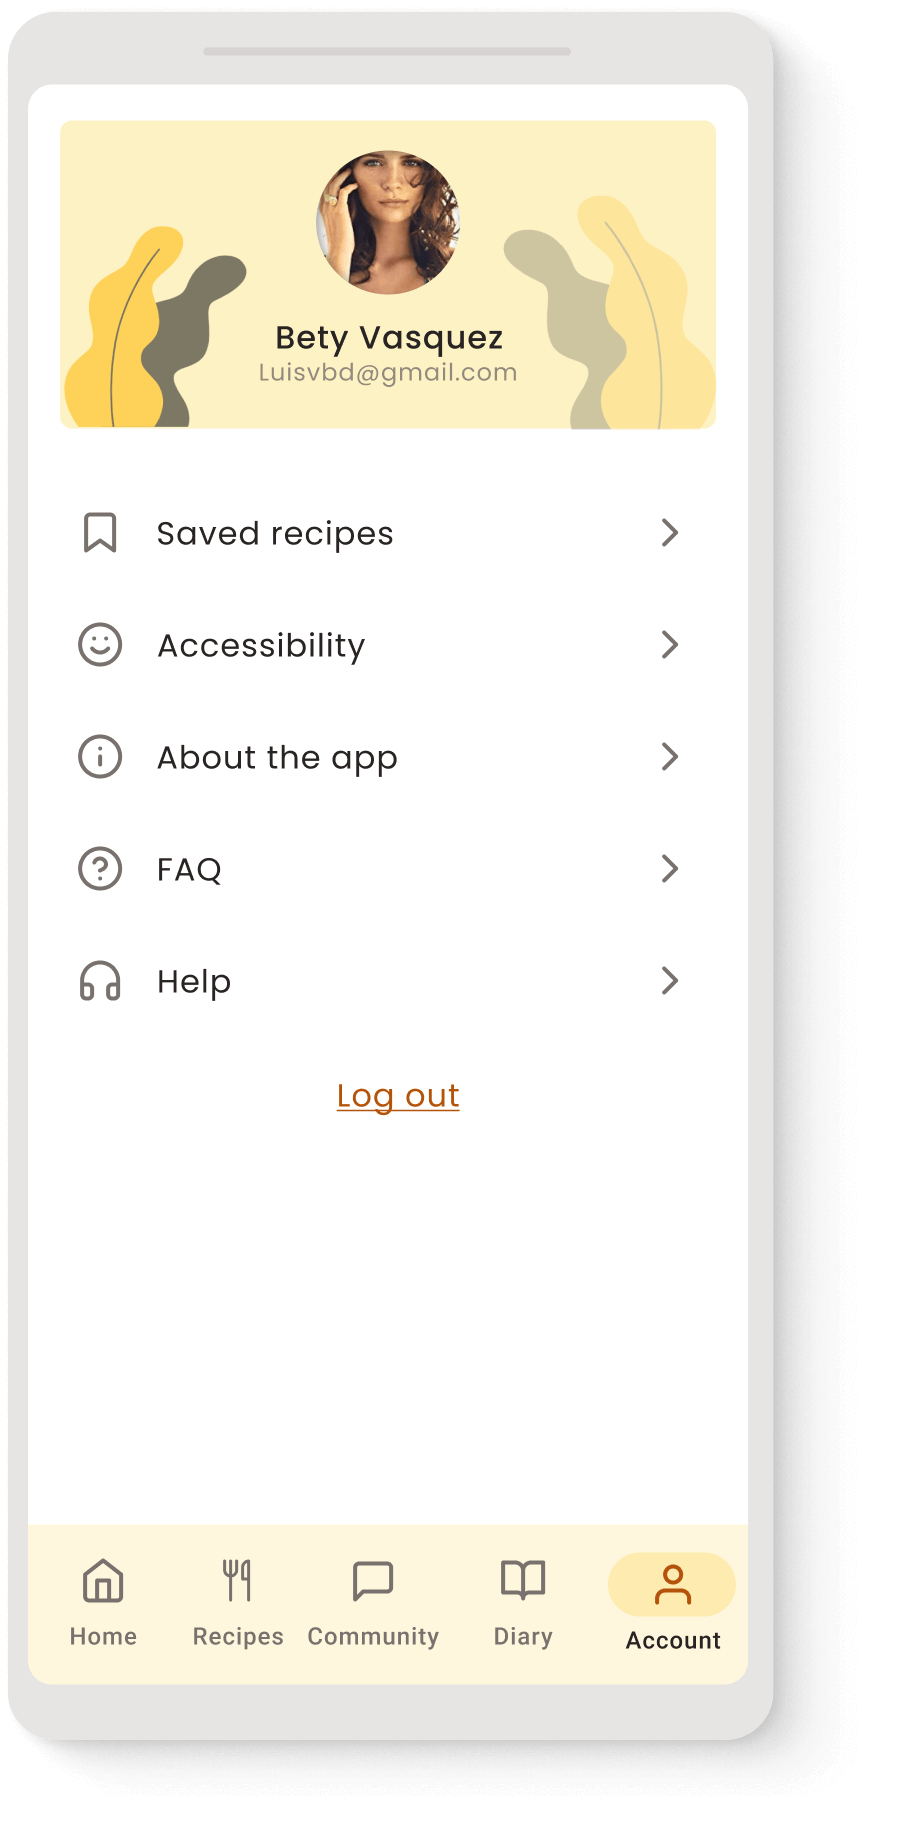 Bety Vasquez
Luisvbd@gmail.com
Saved recipes
Accessibility
About the app
FAQ
Help
Log out
Home Recipes Community Diary Account